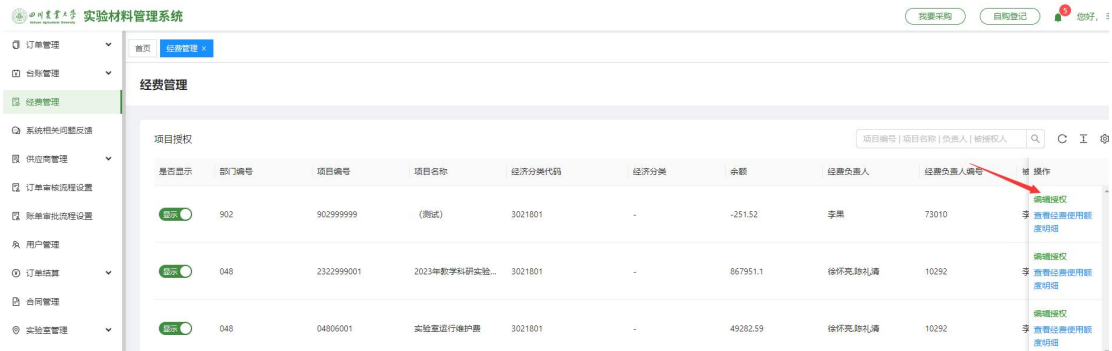 四川农业大学 实验材料管理系统 我要采购 自购登记 5 您好,
订单管理
台账管理
经费管理
系统相关问题反馈
供应商管理
订单审核流程设置
账单审批流程设置
用户管理
订单结算
合同管理
实验室管理
首页 经费管理 ×
经费管理
项目授权 项目编号 | 项目名称 | 负责人 | 被授权人
是否显示 部门编号 项目编号 项目名称 经济分类代码 经济分类 余额 经费负责人 经费负责人编号 被 操作
显示 902 902999999 (测试) 3021801 - -251.52 李果 73010 李 编辑授权
查看经费使用额
度明细
显示 048 2322999001 2023年教学科研实验... 3021801 - 867951.1 徐怀亮,陈礼清 10292 李 编辑授权
查看经费使用额
度明细
显示 048 04806001 实验室运行维护费 3021801 - 49282.59 徐怀亮,陈礼清 10292 李 编辑授权
查看经费使用额
度明细